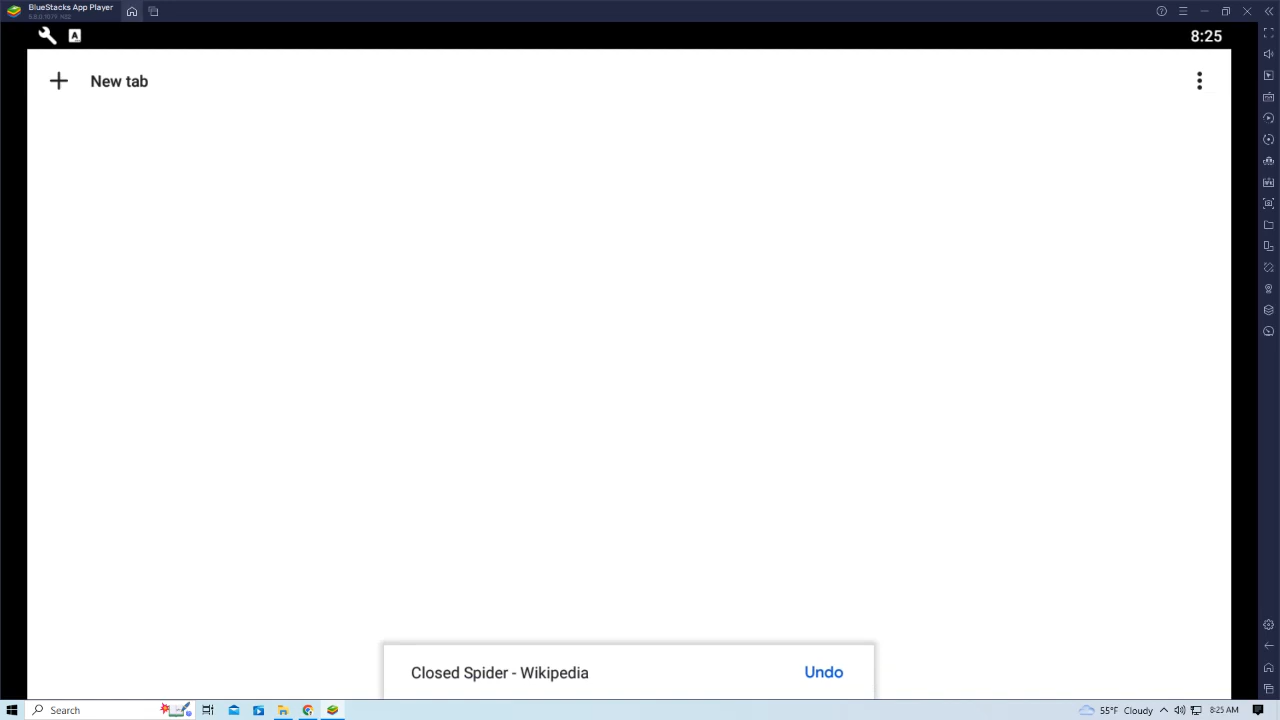 BlueStacks App Player
8:25
New tab
Closed Spider - Wikipedia
Undo
Search
55°F Cloudy
8:25 AM